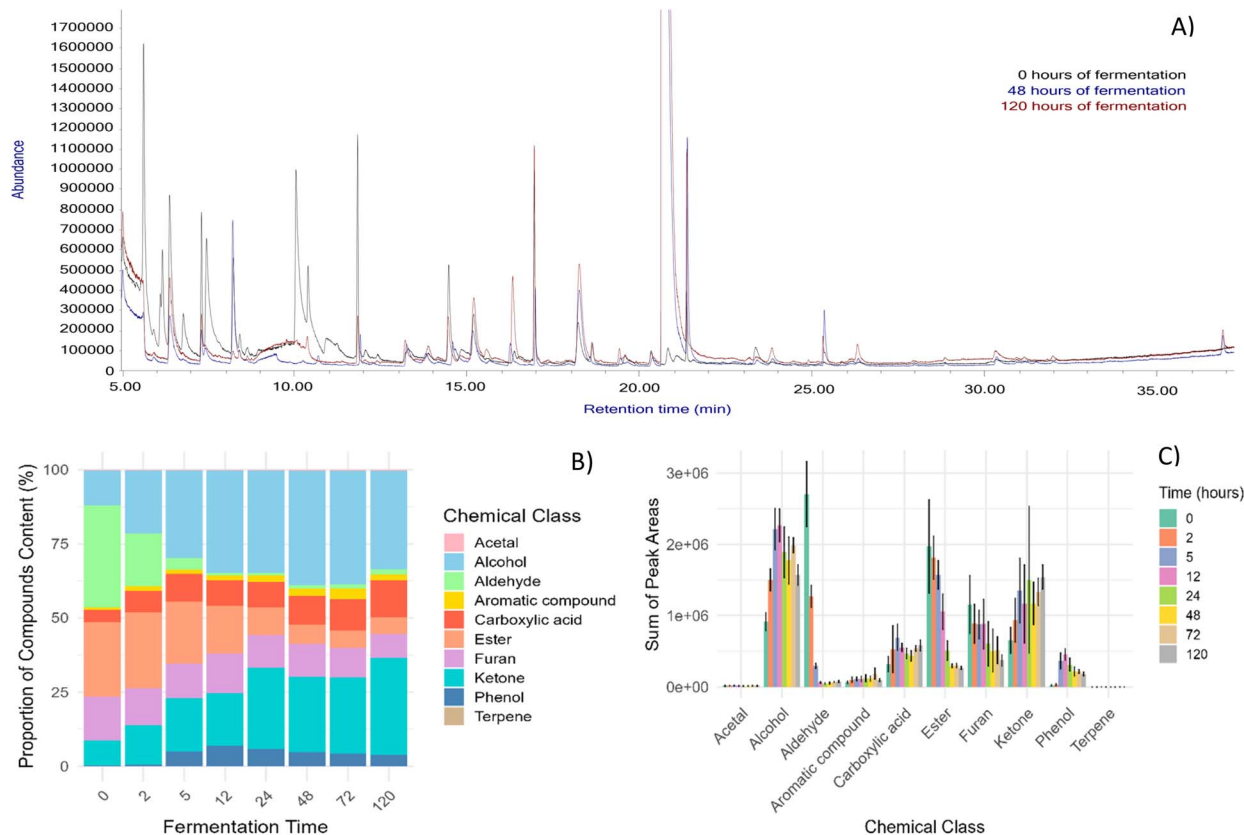 A)
1700000
1600000
1500000
1400000
1300000
1200000
1100000
1000000
900000
800000
700000
600000
500000
400000
300000
200000
100000
0
Abundance
0 hours of fermentation
48 hours of fermentation
120 hours of fermentation
5.00 10.00 15.00 20.00 25.00 30.00 35.00
Retention time (min)
B)
100
75
50
25
0
Proportion of Compounds Content (%)
0 2 5 12 24 48 72 120
Fermentation Time
Chemical Class
Acetal
Alcohol
Aldehyde
Aromatic compound
Carboxylic acid
Ester
Furan
Ketone
Phenol
Terpene
C)
3e+06
2e+06
1e+06
0e+00
Sum of Peak Areas
Acetal
Alcohol
Aldehyde
Aromatic compound
Carboxylic acid
Ester
Furan
Ketone
Phenol
Terpene
Chemical Class
Time (hours)
0
2
5
12
24
48
72
120